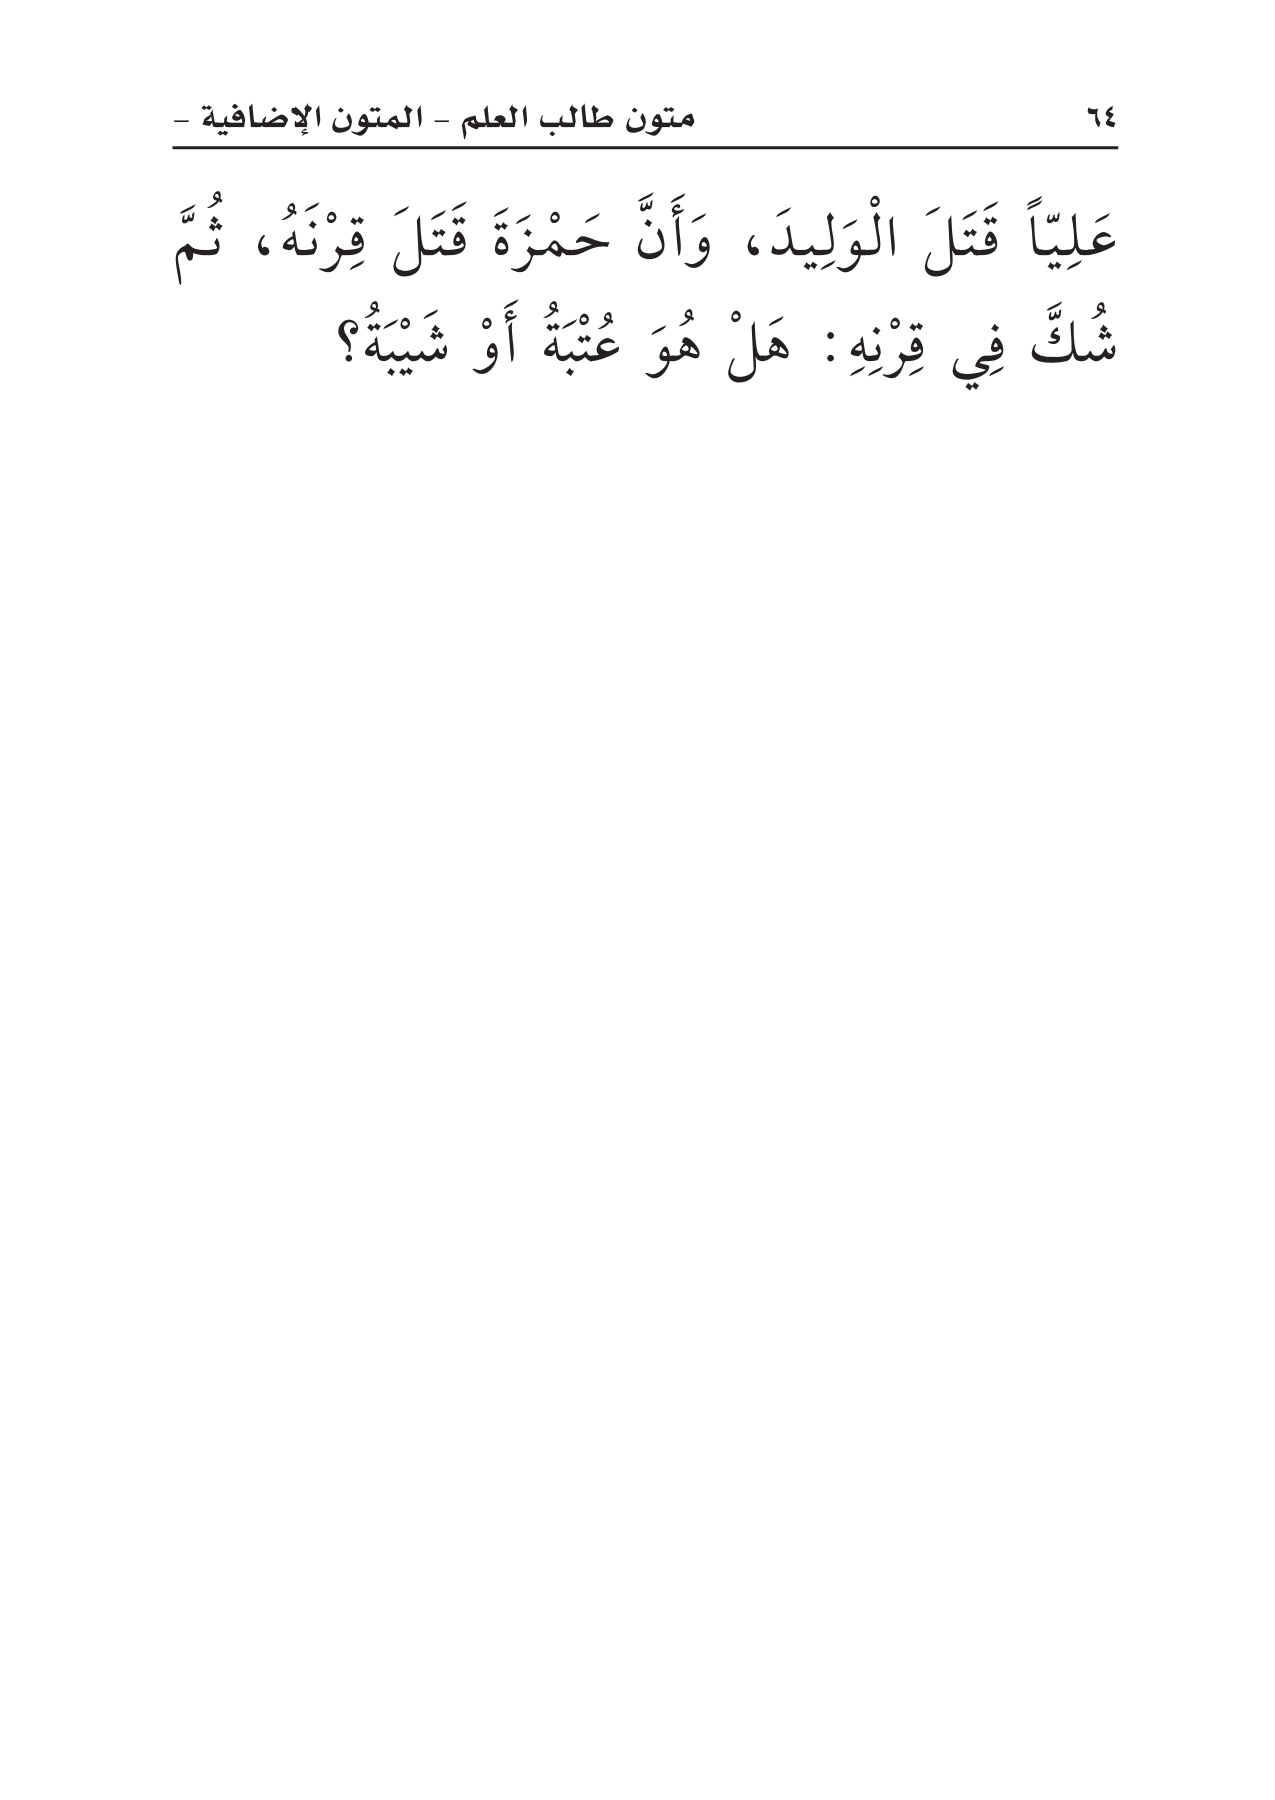 ٦٤ متون طالب العلم – المتون الإضافية –
عَلِيّاً قَتَلَ الْوَلِيدَ، وَأَنَّ حَمْزَةَ قَتَلَ قِرْنَهُ، ثُمَّ
شُكَّ فِي قِرْنِهِ: هَلْ هُوَ عُتْبَةُ أَوْ شَيْبَةُ؟